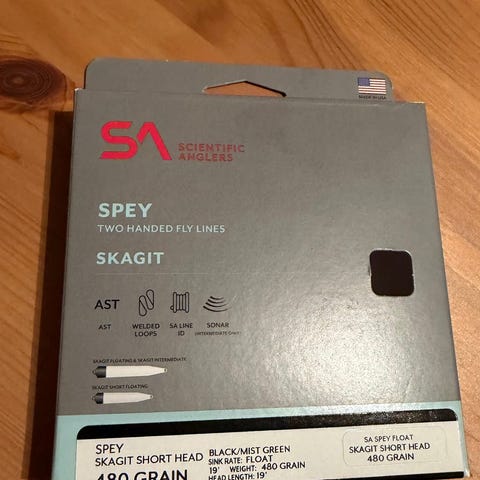 MADE IN USA
SA SCIENTIFIC
ANGLERS
SPEY
TWO HANDED FLY LINES
SKAGIT
AST
AST
WELDED
LOOPS
SA LINE
ID
SONAR
(INTERMEDIATE ONLY)
SKAGIT FLOATING & SKAGIT INTERMEDIATE
SKAGIT SHORT FLOATING
SPEY
SKAGIT SHORT HEAD
480 GRAIN
BLACK/MIST GREEN
SINK RATE: FLOAT
19' WEIGHT: 480 GRAIN
HEAD LENGTH: 19'
SA SPEY FLOAT
SKAGIT SHORT HEAD
480 GRAIN